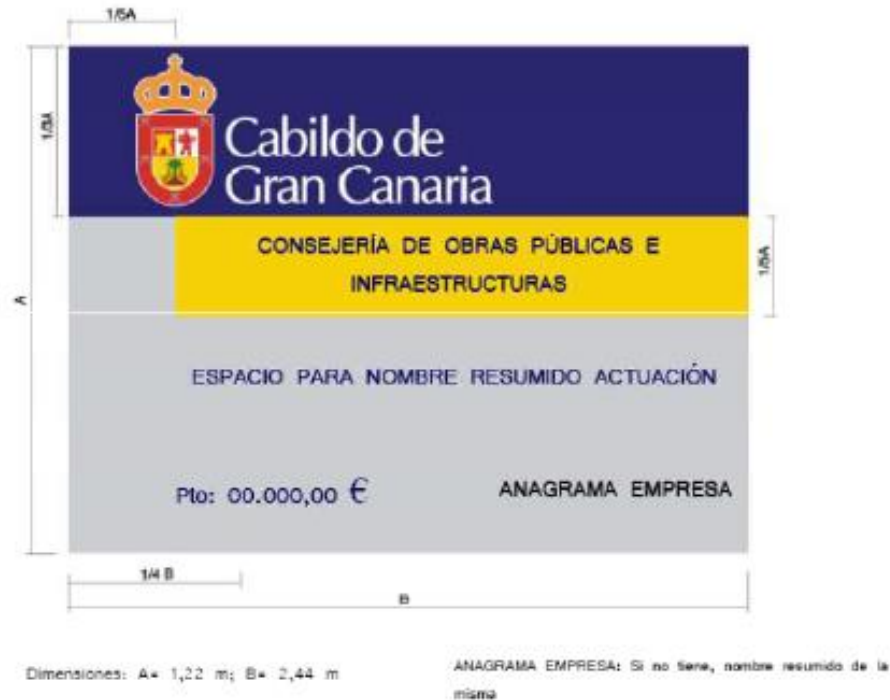 1/5A
1/3A
Cabildo de
Gran Canaria
CONSEJERÍA DE OBRAS PÚBLICAS E
INFRAESTRUCTURAS
1/5A
A
ESPACIO PARA NOMBRE RESUMIDO ACTUACIÓN
Pto: 00.000,00 €
ANAGRAMA EMPRESA
1/4 B
B
Dimensiones: A= 1,22 m; B= 2,44 m
ANAGRAMA EMPRESA: Si no tiene, nombre resumido de la
misma